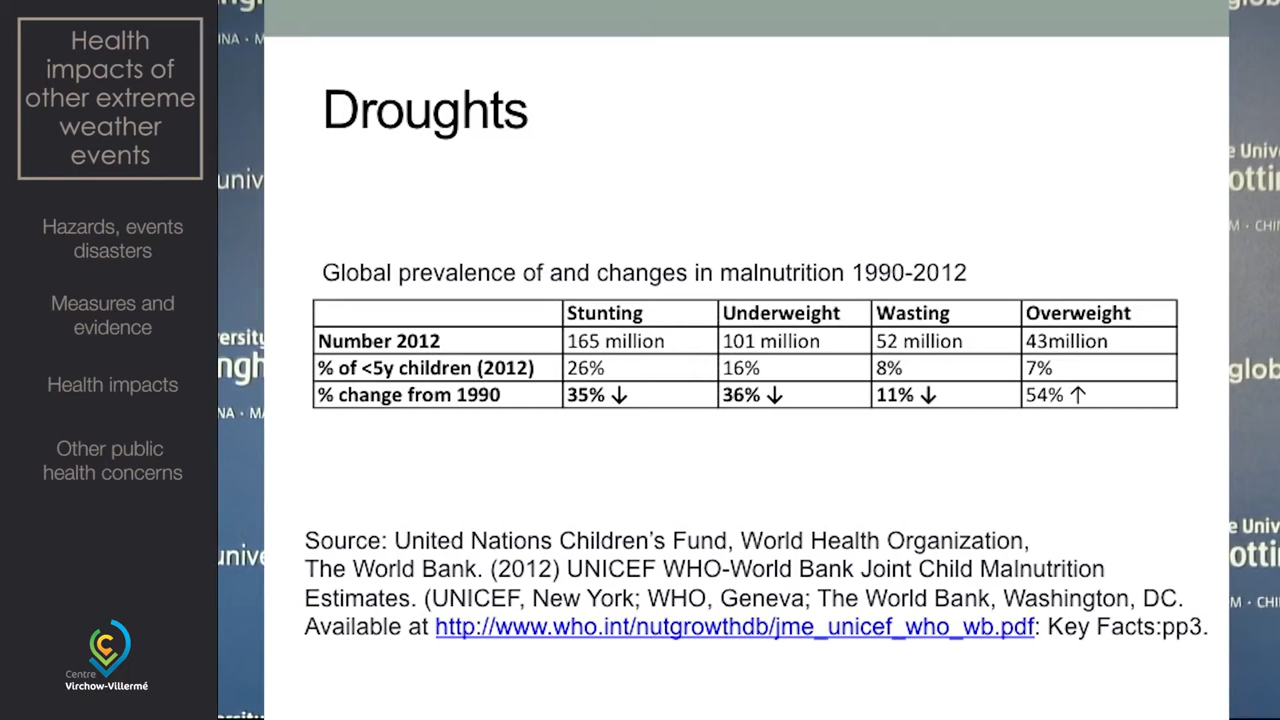 Health
impacts of
other extreme
weather
events
Hazards, events
disasters
Measures and
evidence
Health impacts
Other public
health concerns
Centre
Virchow-Villermé
Droughts
Global prevalence of and changes in malnutrition 1990-2012
Stunting Underweight Wasting Overweight
Number 2012 165 million 101 million 52 million 43million
% of <5y children (2012) 26% 16% 8% 7%
% change from 1990 35% ↓ 36% ↓ 11% ↓ 54% ↑
Source: United Nations Children’s Fund, World Health Organization,
The World Bank. (2012) UNICEF WHO-World Bank Joint Child Malnutrition
Estimates. (UNICEF, New York; WHO, Geneva; The World Bank, Washington, DC.
Available at http://www.who.int/nutgrowthdb/jme_unicef_who_wb.pdf: Key Facts:pp3.